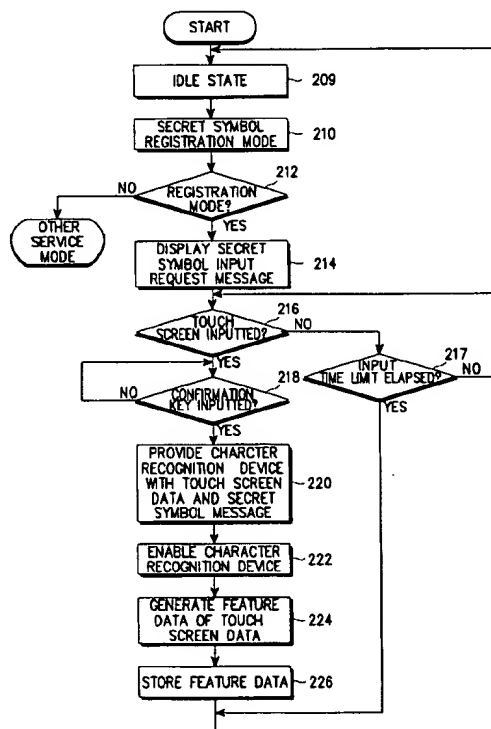 START
IDLE STATE
209
SECRET SYMBOL
REGISTRATION MODE
210
212
REGISTRATION
MODE?
NO
YES
OTHER
SERVICE
MODE
DISPLAY SECRET
SYMBOL INPUT
REQUEST MESSAGE
214
216
TOUCH
SCREEN INPUTTED?
NO
YES
217
INPUT
TIME LIMIT ELAPSED?
NO
YES
218
CONFIRMATION
KEY INPUTTED?
NO
YES
PROVIDE CHARCTER
RECOGNITION DEVICE
WITH TOUCH SCREEN
DATA AND SECRET
SYMBOL MESSAGE
220
ENABLE CHARACTER
RECOGNITION DEVICE
222
GENERATE FEATURE
DATA OF TOUCH
SCREEN DATA
224
STORE FEATURE DATA
226